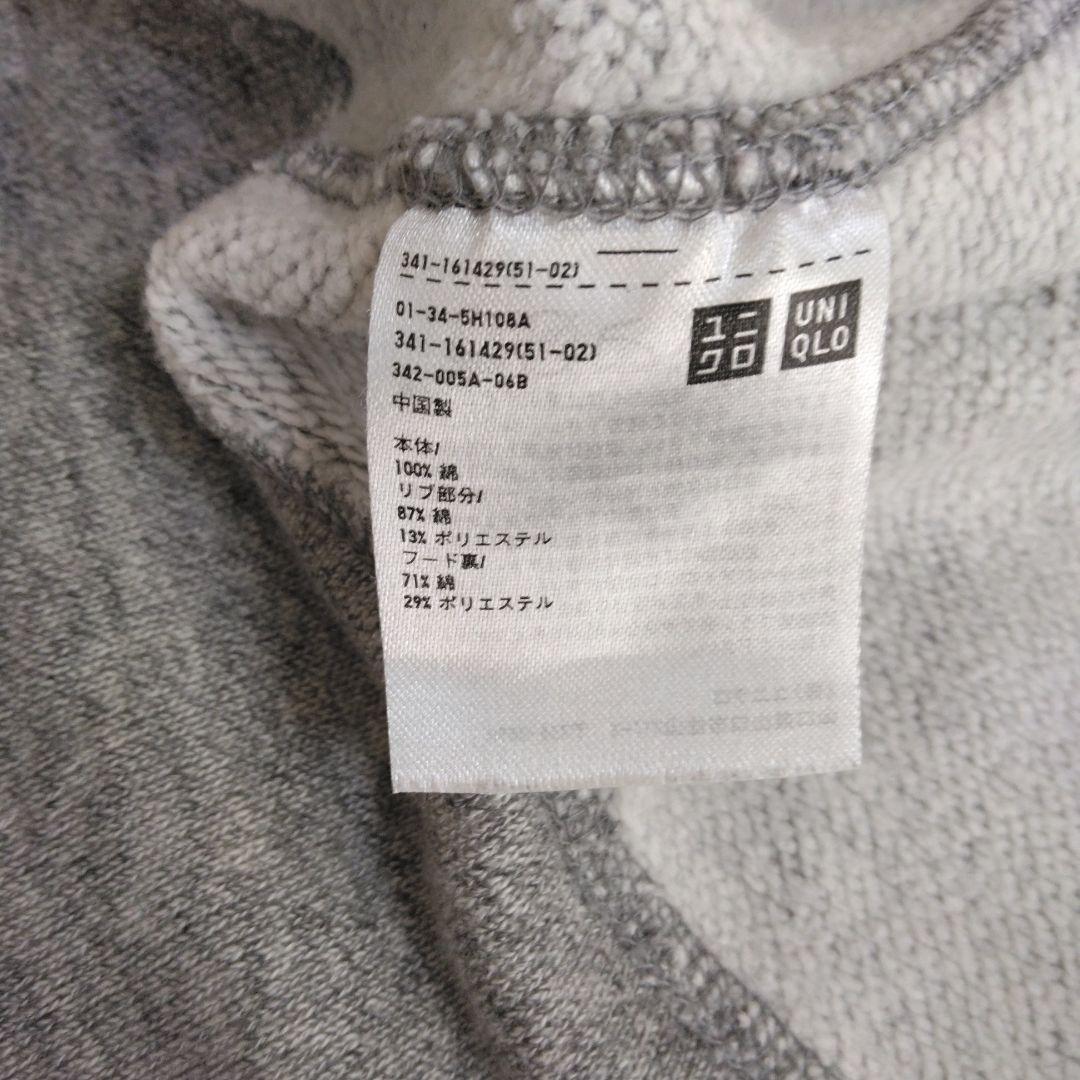 341-161429(51-02)
01-34-5H108A
341-161429(51-02)
342-005A-06B
中国製
ユニ
クロ
UNI
QLO
本体/
100% 綿
リブ部分/
87% 綿
13% ポリエステル
フード裏/
71% 綿
29% ポリエステル